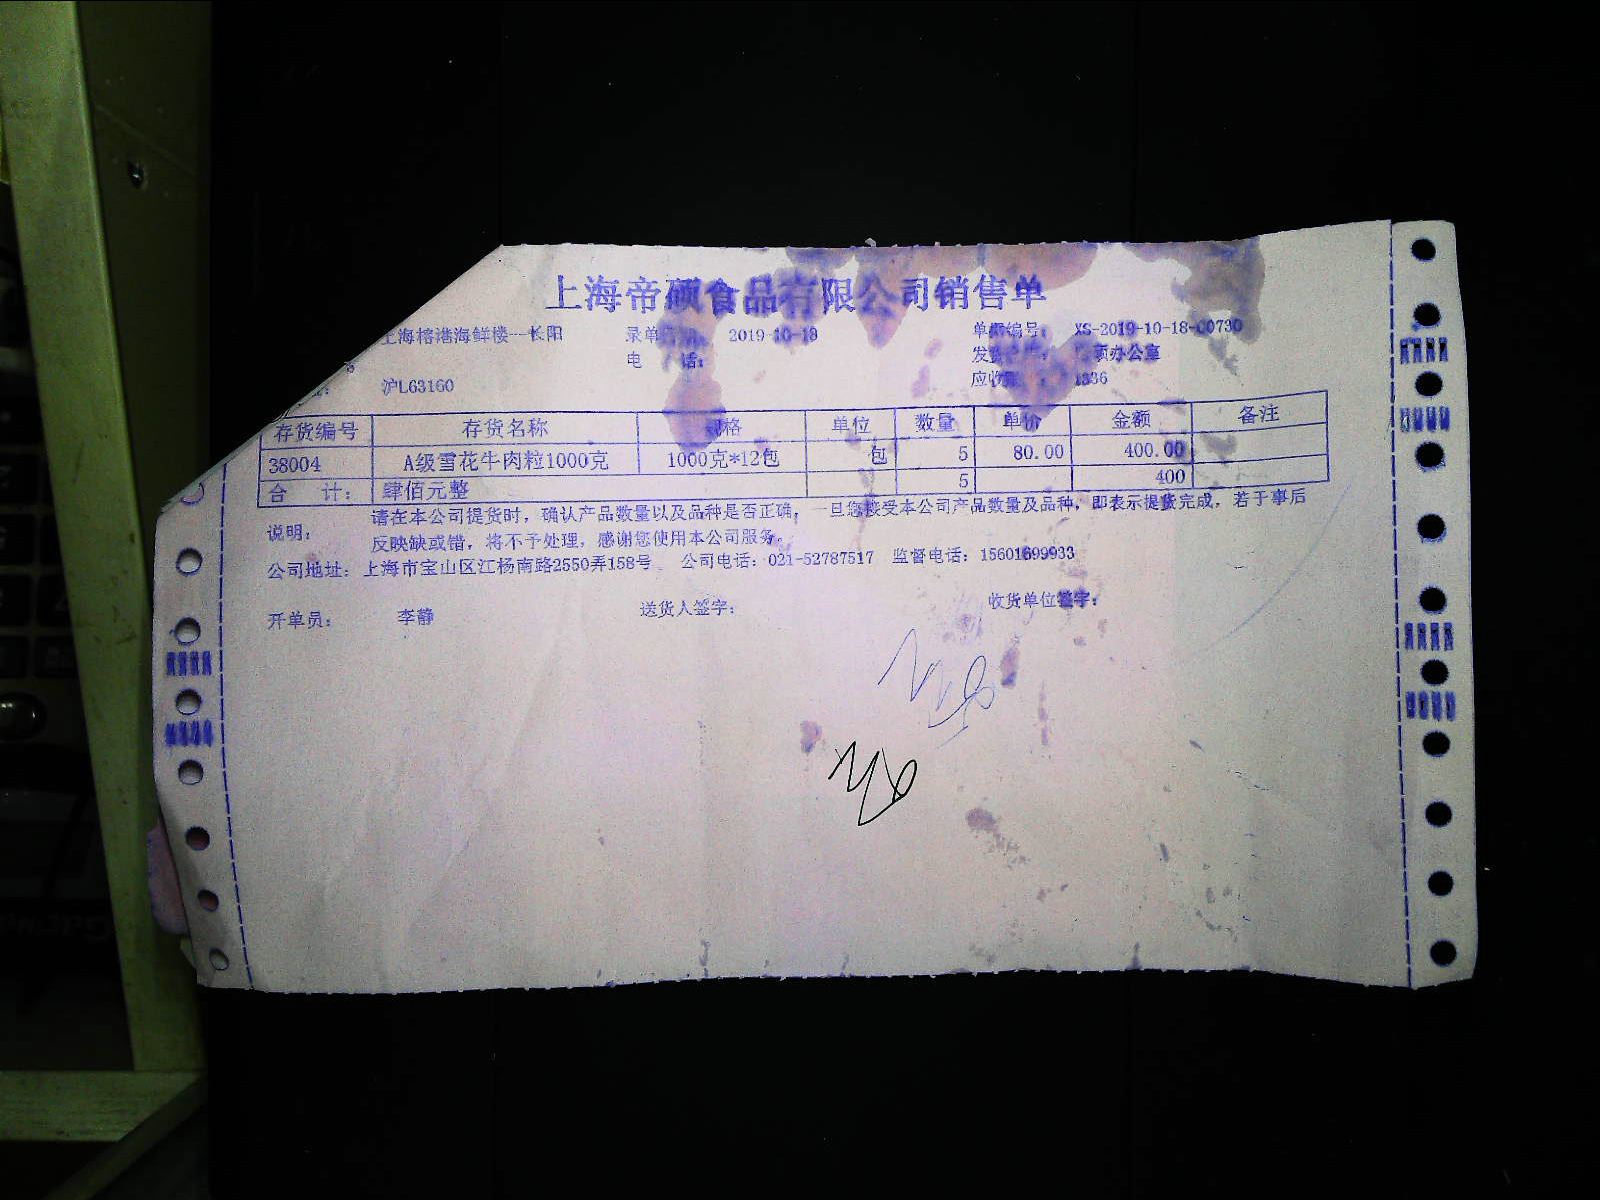 上海帝硕食品有限公司销售单
上海榕港海鲜楼--长阳 录单 2019-10-18 单据编号： XS-2019-10-18-00730
电 话： 办公室
沪L63160 应收 1336
存货编号 存货名称 规格 单位 数量 单价 金额 备注
38004 A级雪花牛肉粒1000克 1000克*12包 包 5 80.00 400.00
合 计： 肆佰元整 5 400
说明： 请在本公司提货时，确认产品数量以及品种是否正确，一旦您接受本公司产品数量及品种，即表示提货完成，若于事后
反映缺或错，将不予处理，感谢您使用本公司服务。
公司地址：上海市宝山区江杨南路2550弄158号 公司电话：021-52787517 监督电话：15601699933
开单员： 李静 送货人签字： 收货单位签字：